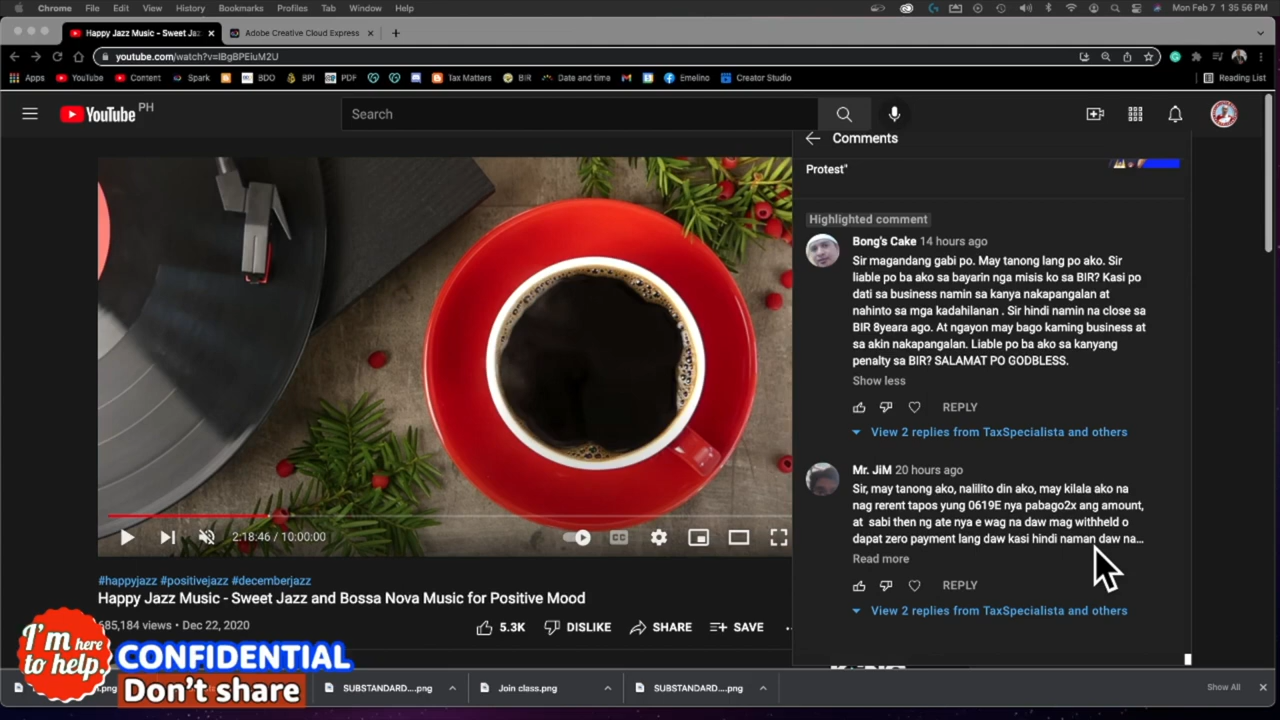 Chrome File Edit View History Bookmarks Profiles Tab Window Help Mon Feb 7 1:35:56 PM
Happy Jazz Music - Sweet Jaz Adobe Creative Cloud Express
youtube.com/watch?v=IBgBPEiuM2U
Apps YouTube Content Spark BDO BPI PDF Tax Matters BIR Date and time Emelino Creator Studio Reading List
YouTube PH
Search
Comments
Protest"
Highlighted comment
Bong's Cake 14 hours ago
Sir magandang gabi po. May tanong lang po ako. Sir
liable po ba ako sa bayarin nga misis ko sa BIR? Kasi po
dati sa business namin sa kanya nakapangalan at
nahinto sa mga kadahilanan . Sir hindi namin na close sa
BIR 8yeara ago. At ngayon may bago kaming business at
sa akin nakapangalan. Liable po ba ako sa kanyang
penalty sa BIR? SALAMAT PO GODBLESS.
Show less
REPLY
View 2 replies from TaxSpecialista and others
Mr. JiM 20 hours ago
Sir, may tanong ako, nalilito din ako, may kilala ako na
nag rerent tapos yung 0619E nya pabago2x ang amount,
at sabi then ng ate nya e wag na daw mag withheld o
dapat zero payment lang daw kasi hindi naman daw na...
Read more
REPLY
View 2 replies from TaxSpecialista and others
2:18:46 / 10:00:00
CC
#happyjazz #positivejazz #decemberjazz
Happy Jazz Music - Sweet Jazz and Bossa Nova Music for Positive Mood
685,184 views • Dec 22, 2020
5.3K DISLIKE SHARE SAVE
I'm here
to help.
CONFIDENTIAL
Don't share
.png SUBSTANDARD....png Join class.png SUBSTANDARD....png Show All